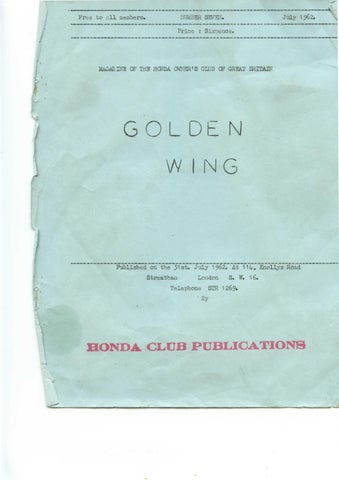 Free to all members. NUMBER SEVEN. July 1962.
Price : Sixpence.
MAGAZINE OF THE HONDA OWNER'S CLUB OF GREAT BRITAIN
GOLDEN
WING
Published on the 31st. July 1962. At 114, Knollys Road
Streatham London S. W. 16.
Telephone STR 1269.
By
HONDA CLUB PUBLICATIONS